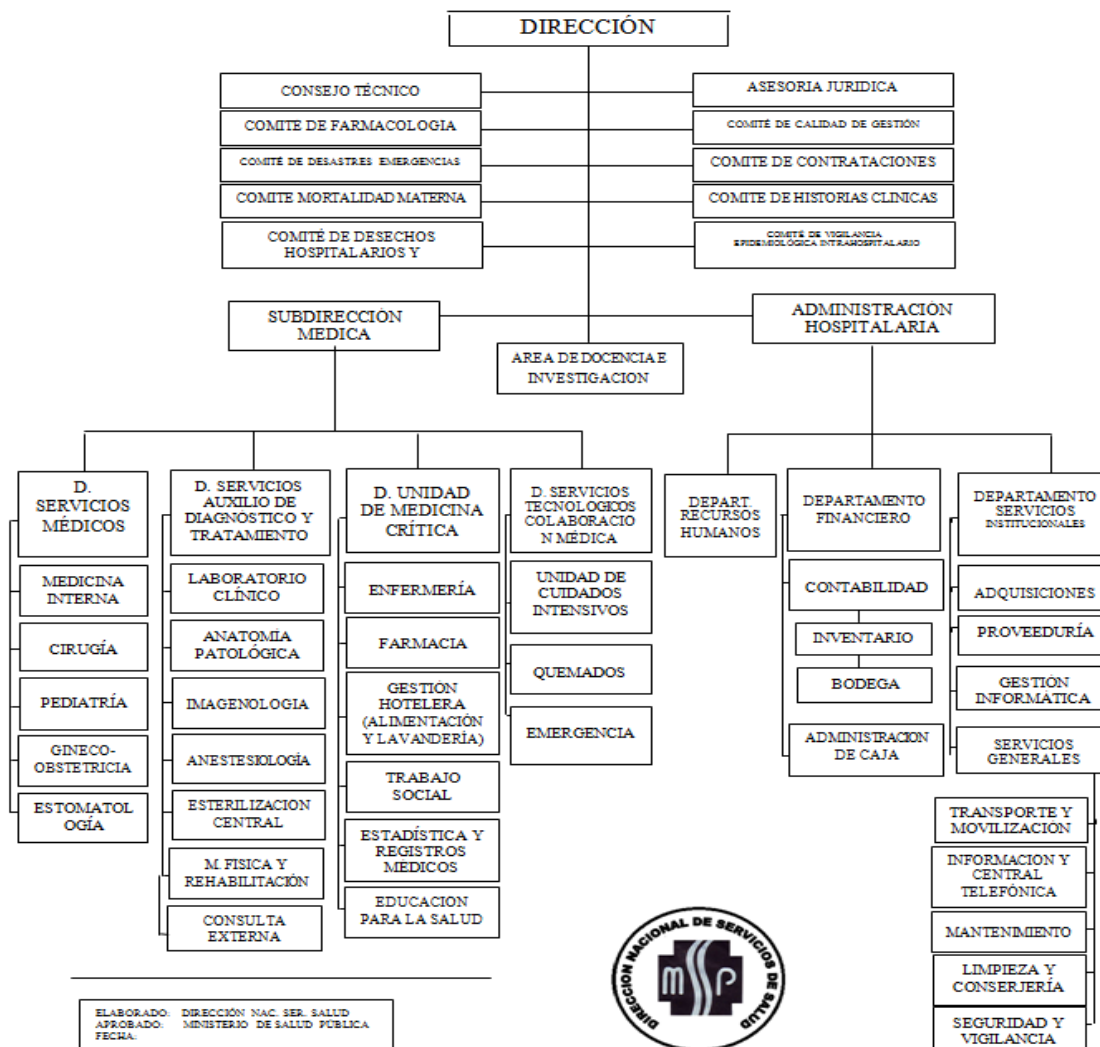 DIRECCIÓN
CONSEJO TÉCNICO
ASESORIA JURIDICA
COMITE DE FARMACOLOGIA
COMITÉ DE CALIDAD DE GESTIÓN
COMITÉ DE DESASTRES EMERGENCIAS
COMITE DE CONTRATACIONES
COMITE MORTALIDAD MATERNA
COMITE DE HISTORIAS CLINICAS
COMITÉ DE DESECHOS
HOSPITALARIOS Y
COMITÉ DE VIGILANCIA
EPIDEMIOLÓGICA INTRAHOSPITALARIO
SUBDIRECCIÓN
MEDICA
ADMINISTRACIÓN
HOSPITALARIA
AREA DE DOCENCIA E
INVESTIGACION
D.
SERVICIOS
MÉDICOS
MEDICINA
INTERNA
CIRUGÍA
PEDIATRÍA
GINECO-
OBSTETRICIA
ESTOMATOL
OGÍA
D. SERVICIOS
AUXILIO DE
DIAGNÓSTICO Y
TRATAMIENTO
LABORATORIO
CLÍNICO
ANATOMÍA
PATOLÓGICA
IMAGENOLOGIA
ANESTESIOLOGÍA
ESTERILIZACION
CENTRAL
M. FISICA Y
REHABILITACIÓN
CONSULTA
EXTERNA
D. UNIDAD
DE MEDICINA
CRÍTICA
ENFERMERÍA
FARMACIA
GESTIÓN
HOTELERA
(ALIMENTACIÓN
Y LAVANDERÍA)
TRABAJO
SOCIAL
ESTADÍSTICA Y
REGISTROS
MÉDICOS
EDUCACION
PARA LA SALUD
D. SERVICIOS
TECNOLÓGICOS
COLABORACIO
N MÉDICA
UNIDAD DE
CUIDADOS
INTENSIVOS
QUEMADOS
EMERGENCIA
DEPART.
RECURSOS
HUMANOS
DEPARTAMENTO
FINANCIERO
CONTABILIDAD
INVENTARIO
BODEGA
ADMINISTRACION
DE CAJA
DEPARTAMENTO
SERVICIOS
INSTITUCIONALES
ADQUISICIONES
PROVEEDURÍA
GESTIÓN
INFORMÁTICA
SERVICIOS
GENERALES
TRANSPORTE Y
MOVILIZACIÓN
INFORMACION Y
CENTRAL
TELEFÓNICA
MANTENIMIENTO
LIMPIEZA Y
CONSERJERÍA
SEGURIDAD Y
VIGILANCIA
DIRECCION NACIONAL DE SERVICIOS DE SALUD
mSp
ELABORADO: DIRECCIÓN NAC. SER. SALUD
APROBADO: MINISTERIO DE SALUD PÚBLICA
FECHA: